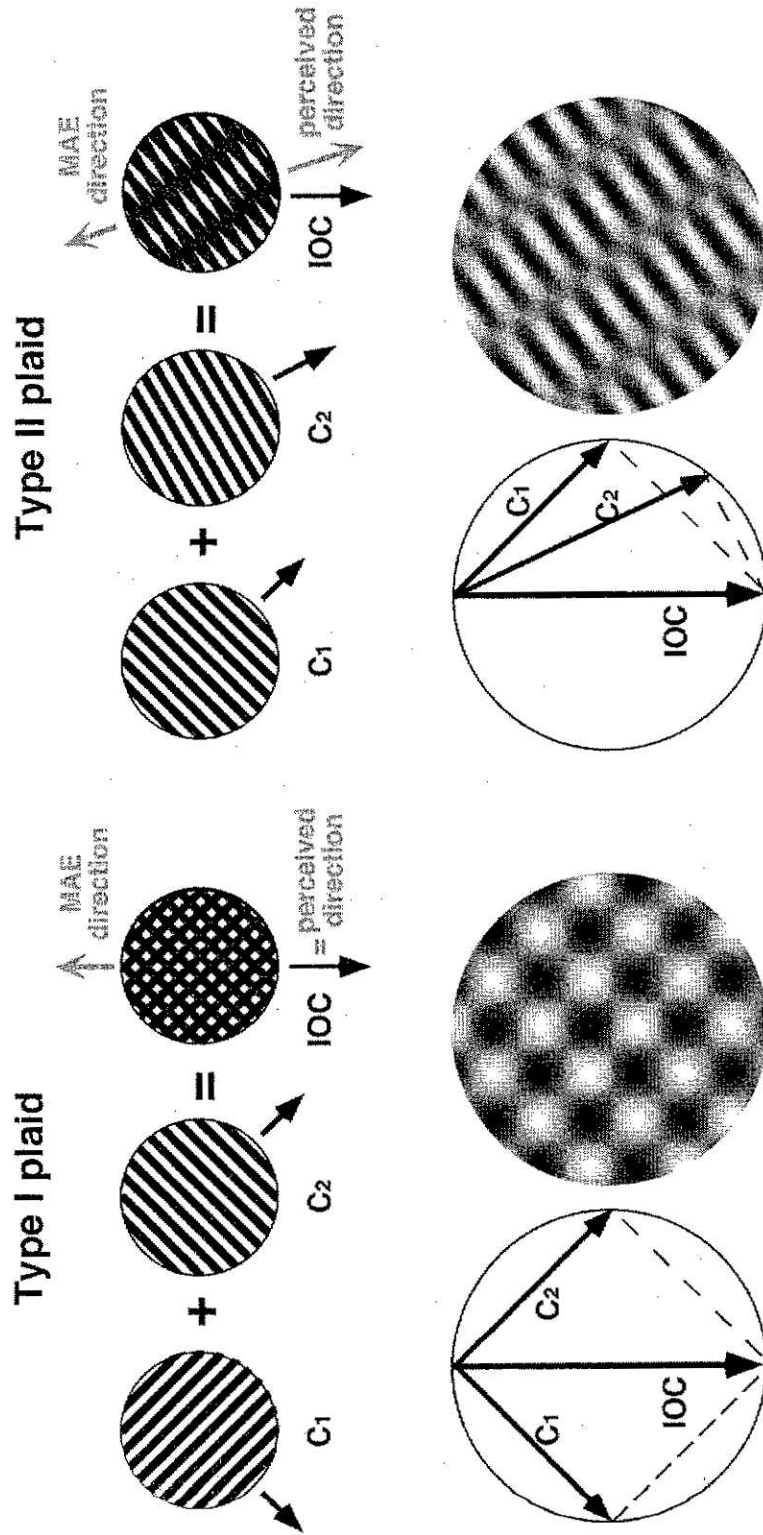 Type I plaid
C1
+
C2
=
MAE
direction
IOC
= perceived
direction
C1
C2
IOC
Type II plaid
C1
+
C2
=
MAE
direction
IOC
perceived
direction
C1
C2
IOC